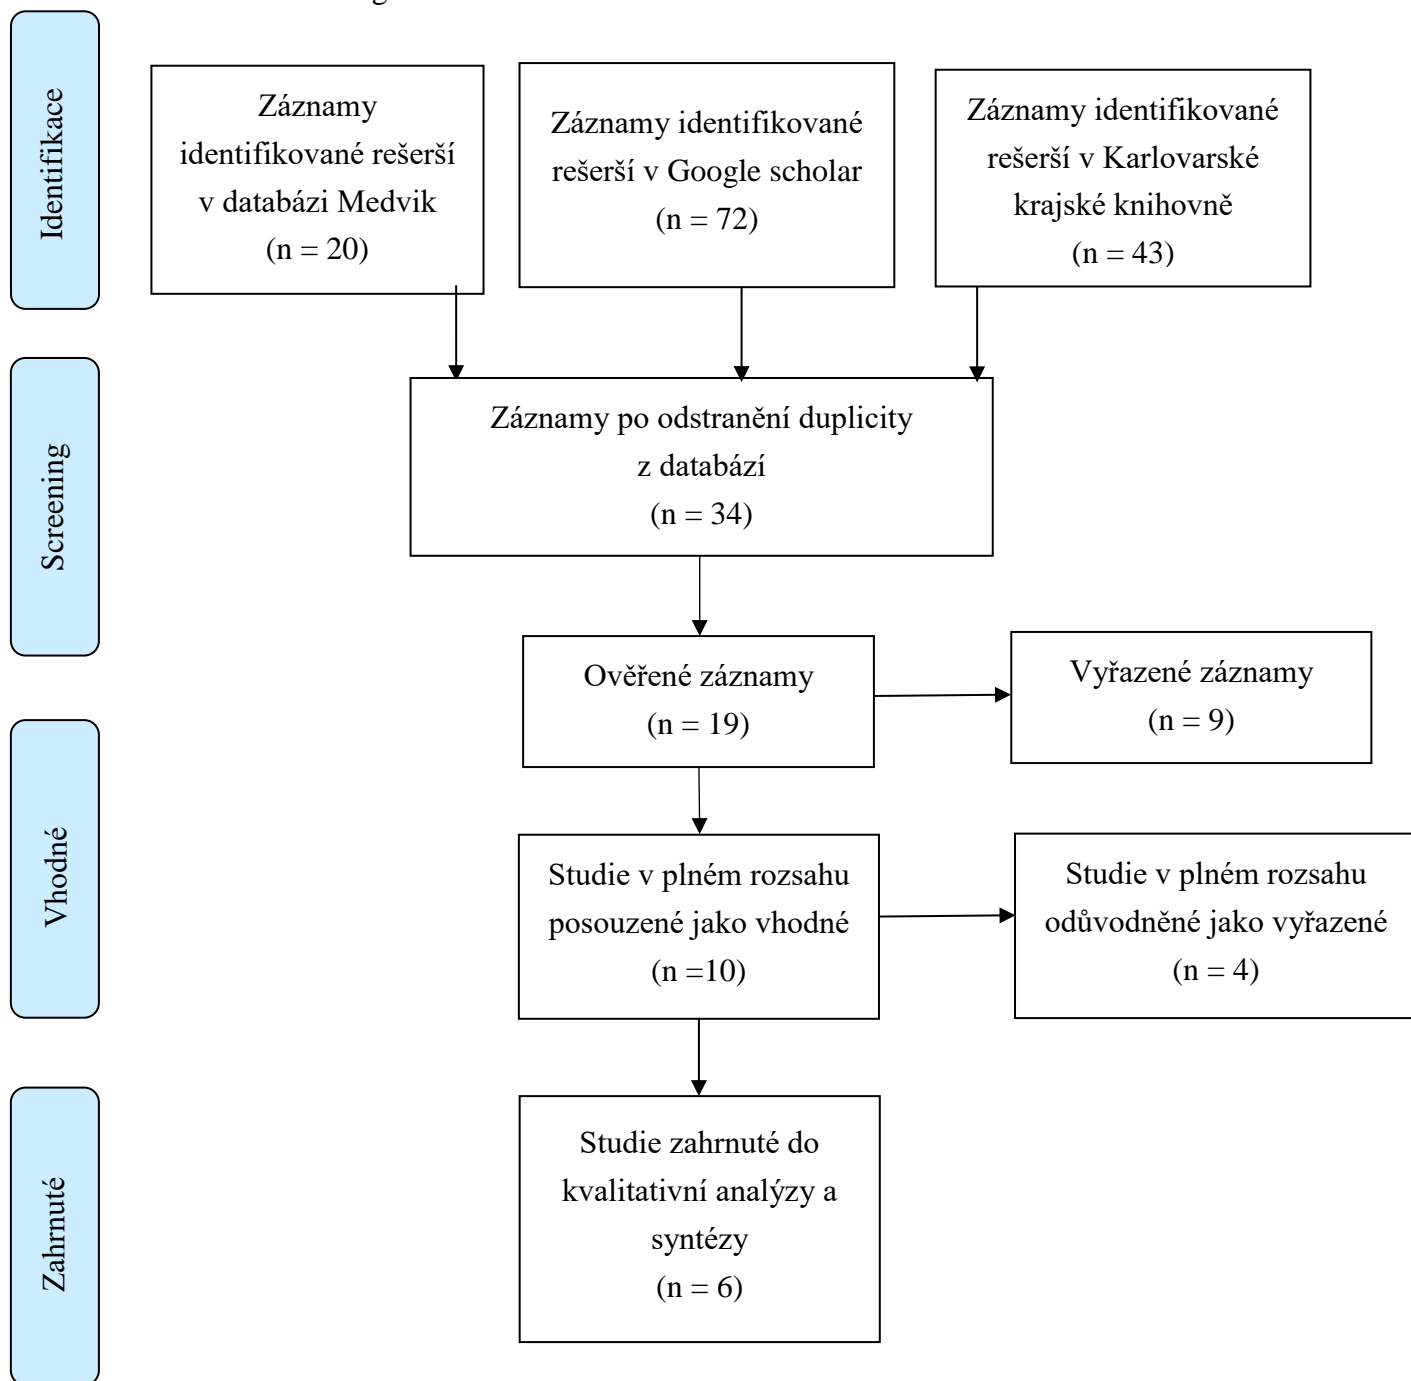 Identifikace
Záznamy
identifikované rešerší
v databázi Medvik
(n = 20)
Záznamy identifikované
rešerší v Google scholar
(n = 72)
Záznamy identifikované
rešerší v Karlovarské
krajské knihovně
(n = 43)
Screening
Záznamy po odstranění duplicity
z databází
(n = 34)
Ověřené záznamy
(n = 19)
Vyřazené záznamy
(n = 9)
Vhodné
Studie v plném rozsahu
posouzené jako vhodné
(n =10)
Studie v plném rozsahu
odůvodněné jako vyřazené
(n = 4)
Zahrnuté
Studie zahrnuté do
kvalitativní analýzy a
syntézy
(n = 6)